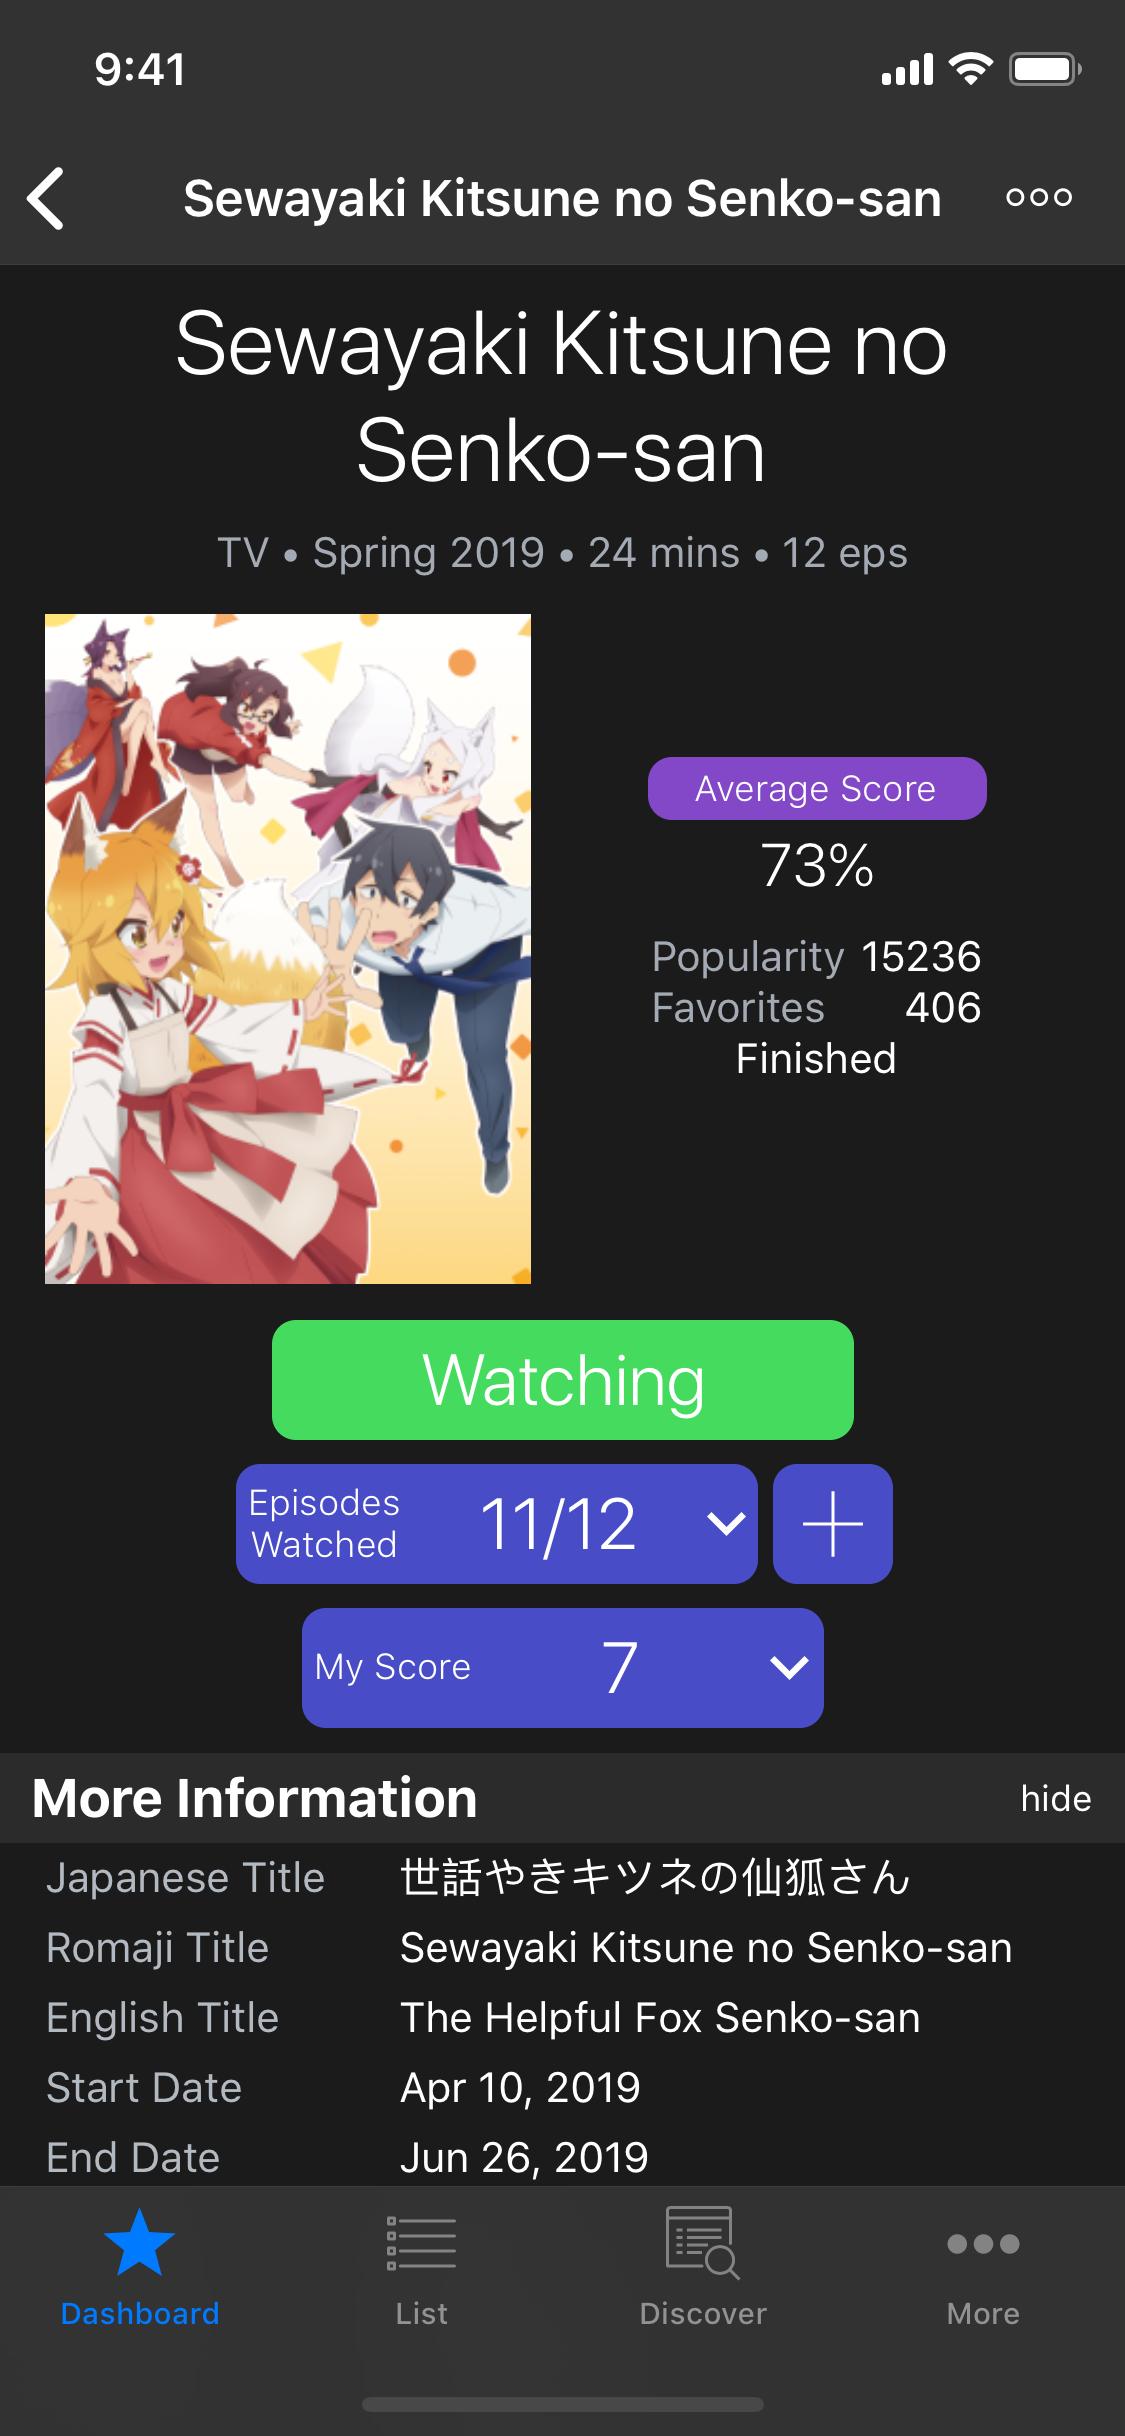 9:41
Sewayaki Kitsune no Senko-san
Sewayaki Kitsune no
Senko-san
TV • Spring 2019 • 24 mins • 12 eps
Average Score
73%
Popularity 15236
Favorites 406
Finished
Watching
Episodes
Watched
11/12
My Score 7
More Information hide
Japanese Title 世話やきキツネの仙狐さん
Romaji Title Sewayaki Kitsune no Senko-san
English Title The Helpful Fox Senko-san
Start Date Apr 10, 2019
End Date Jun 26, 2019
Dashboard List Discover More